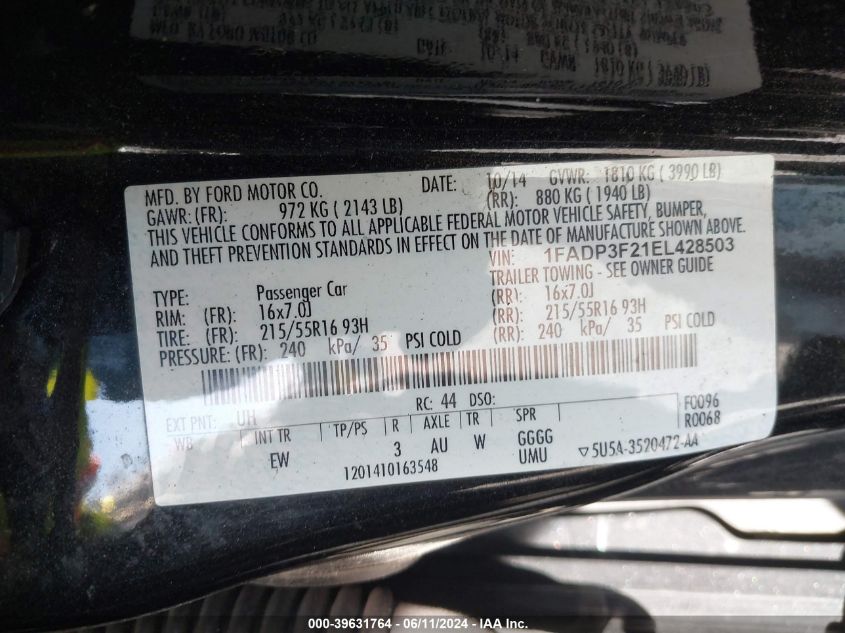 MFD. BY FORD MOTOR CO. DATE: 10/14 GVWR: 1810 KG ( 3990 LB)
GAWR: (FR): 972 KG ( 2143 LB) (RR): 880 KG ( 1940 LB)
THIS VEHICLE CONFORMS TO ALL APPLICABLE FEDERAL MOTOR VEHICLE SAFETY, BUMPER,
AND THEFT PREVENTION STANDARDS IN EFFECT ON THE DATE OF MANUFACTURE SHOWN ABOVE.
VIN: 1FADP3F21EL428503
TYPE: Passenger Car TRAILER TOWING - SEE OWNER GUIDE
RIM: (FR): 16x7.0J (RR): 16x7.0J
TIRE: (FR): 215/55R16 93H (RR): 215/55R16 93H
PRESSURE: (FR): 240 kPa/ 35 PSI COLD (RR): 240 kPa/ 35 PSI COLD
EXT PNT: UH RC: 44 DSO: F0096
WB INT TR TP/PS R AXLE TR SPR R0068
EW 3 AU W GGGG
UMU ▽5U5A-3520472-AA
1201410163548
000-39631764 - 06/11/2024 - IAA Inc.